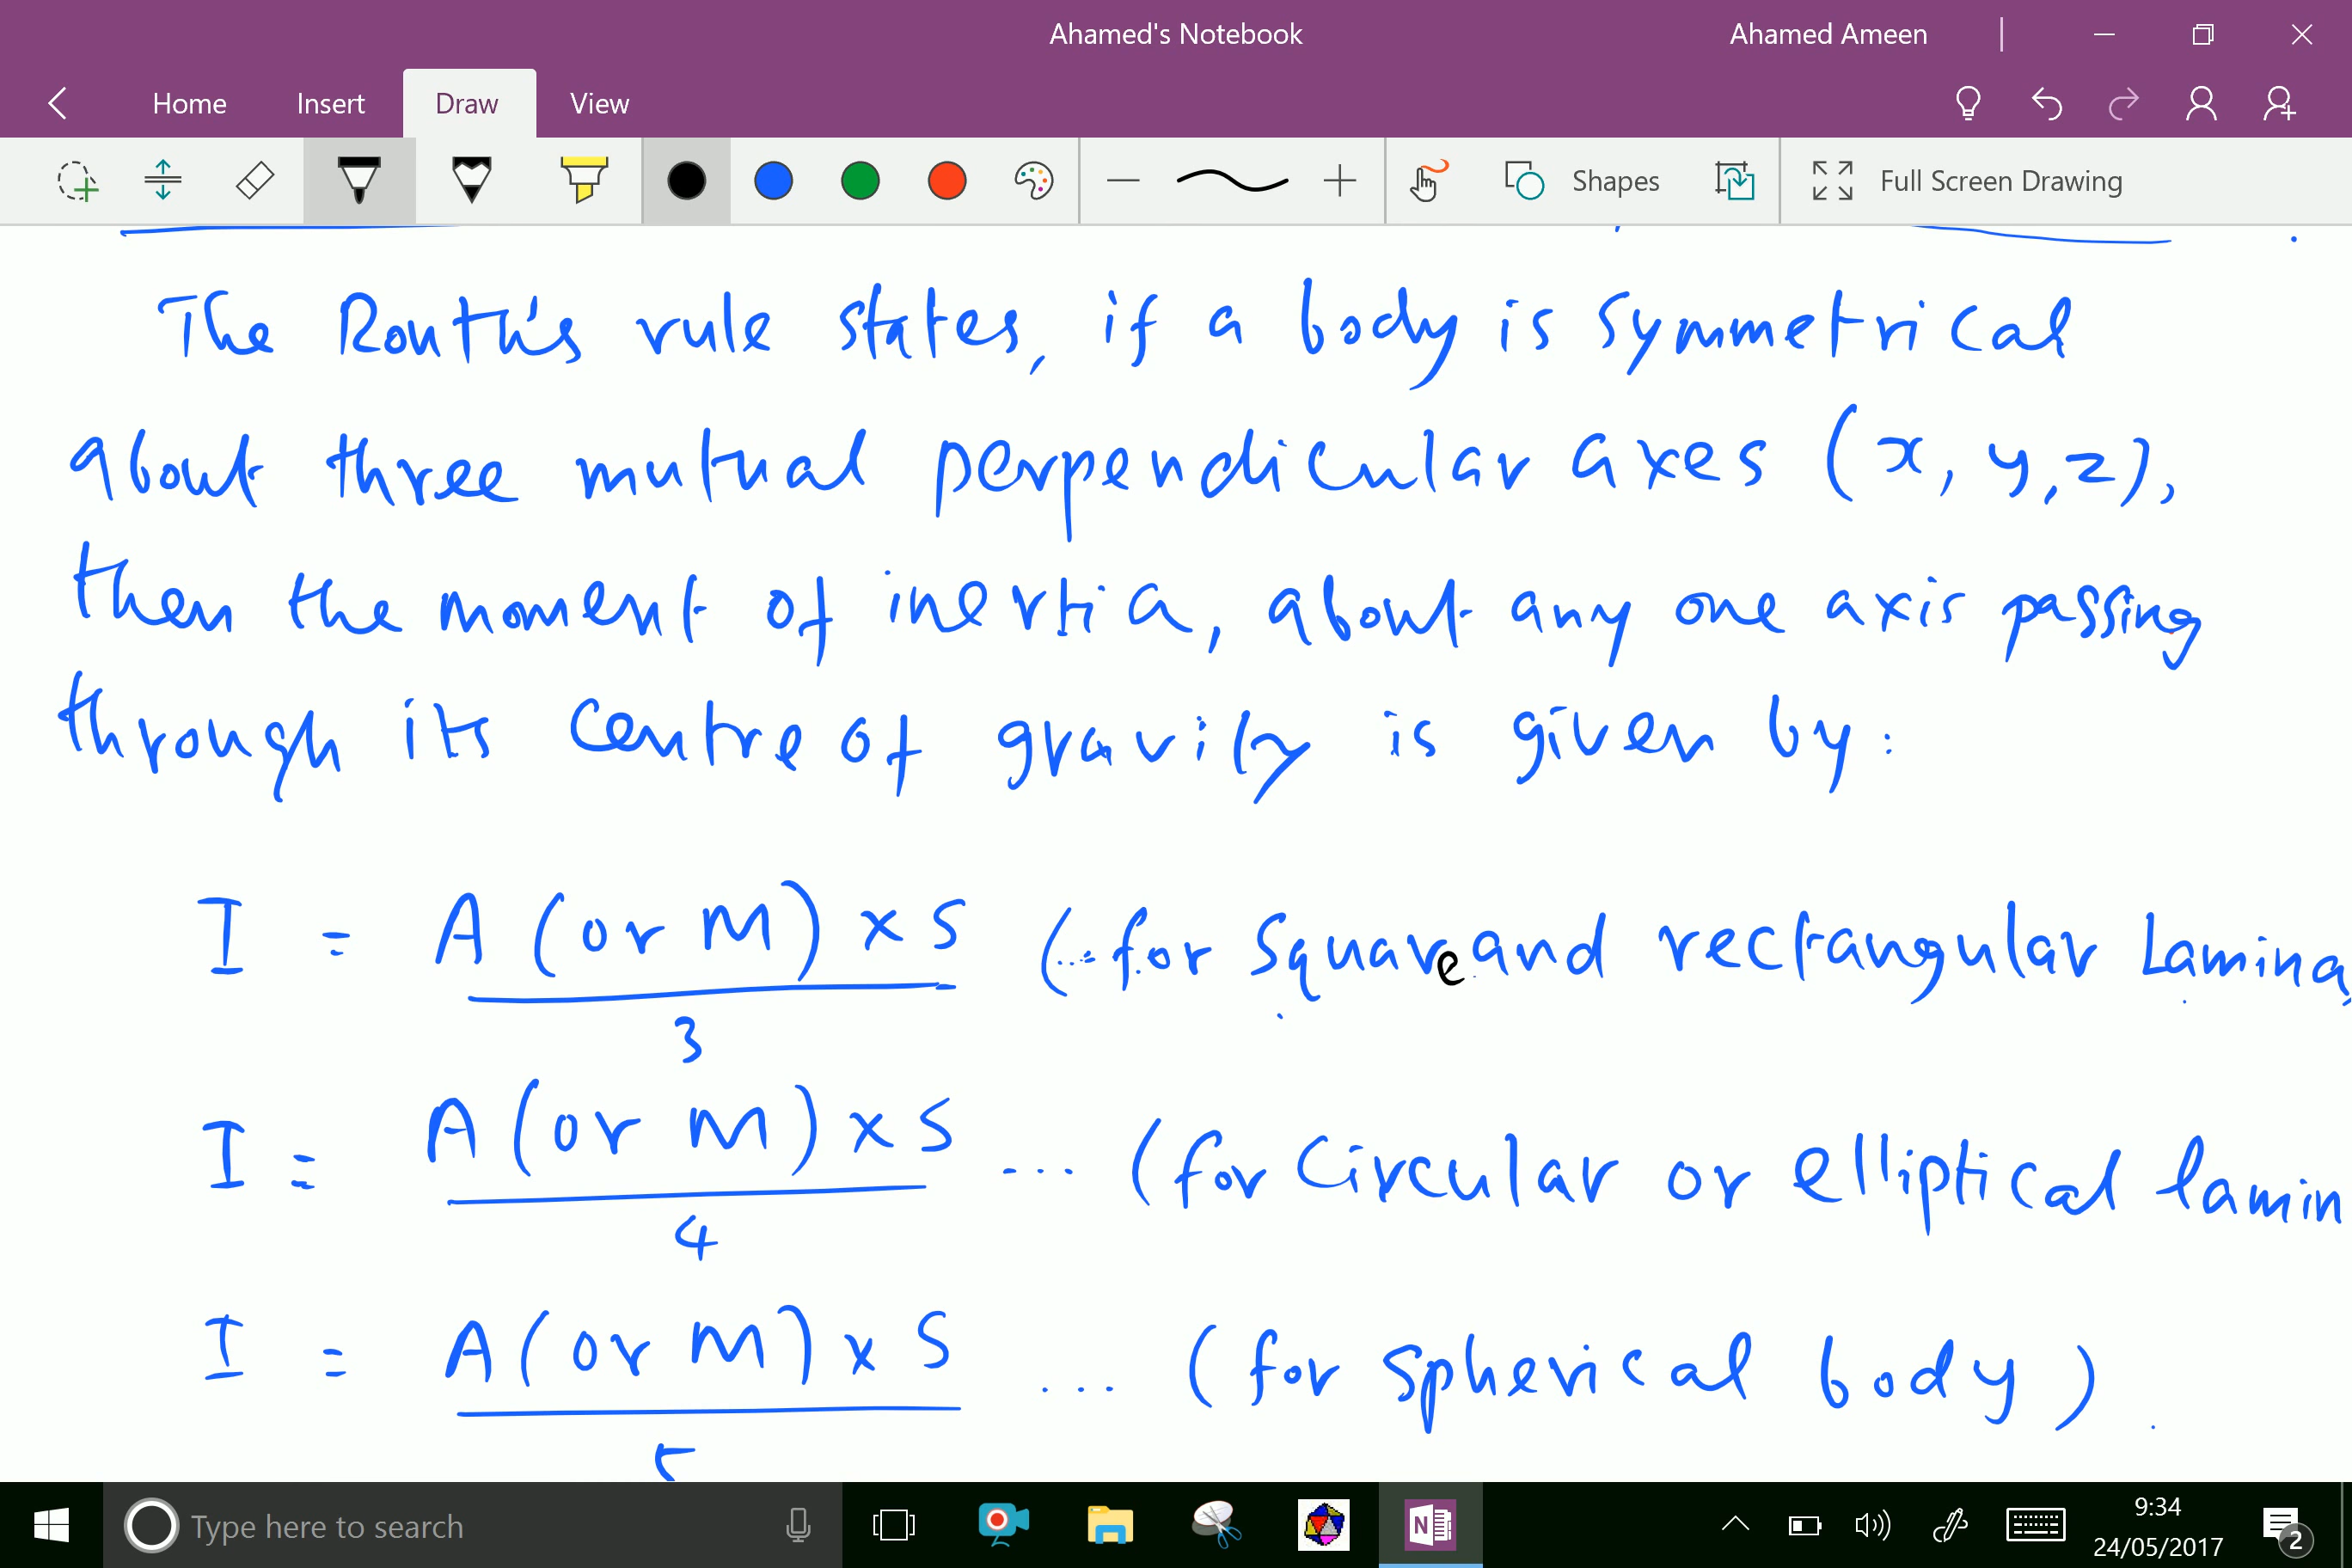 Ahamed's Notebook
Ahamed Ameen
Home Insert Draw View
Shapes Full Screen Drawing
The Routh's rule states, if a body is symmetrical
about three mutual perpendicular axes (x, y, z),
then the moment of inertia, about any one axis passing
through its centre of gravity is given by:
I = A (or M) x S (... for Square and rectangular Lamina,
3
I = A (or M) x S ... (for Circular or elliptical lamin
4
I = A (or M) x S ... (for spherical body).
5
Type here to search
N
9:34
24/05/2017
2